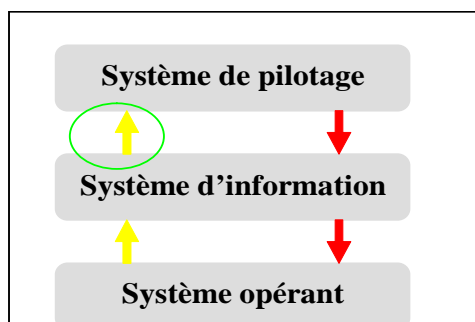 Système de pilotage
Système d’information
Système opérant